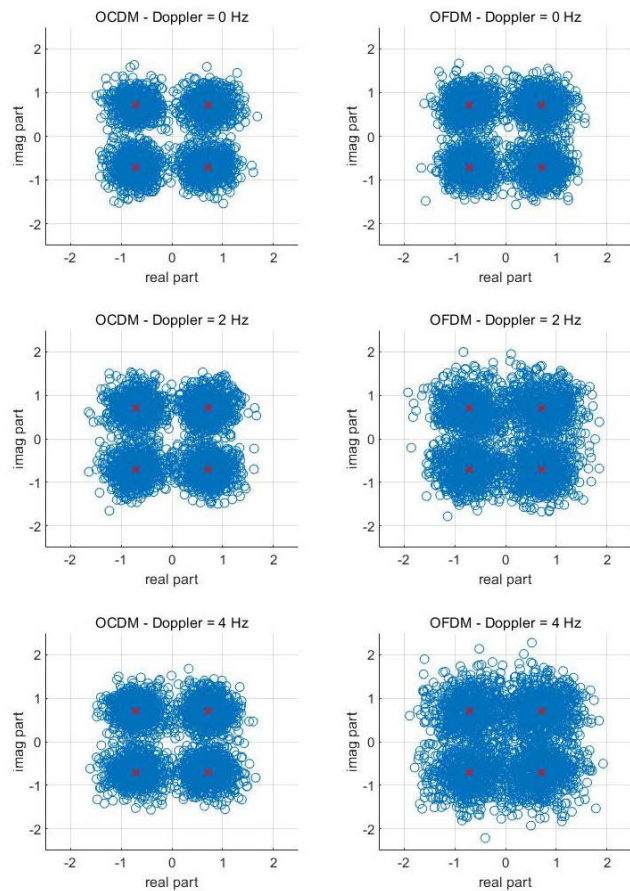 OCDM - Doppler = 0 Hz
2
1
0
-1
-2
imag part
-2 -1 0 1 2
real part
OFDM - Doppler = 0 Hz
2
1
0
-1
-2
imag part
-2 -1 0 1 2
real part
OCDM - Doppler = 2 Hz
2
1
0
-1
-2
imag part
-2 -1 0 1 2
real part
OFDM - Doppler = 2 Hz
2
1
0
-1
-2
imag part
-2 -1 0 1 2
real part
OCDM - Doppler = 4 Hz
2
1
0
-1
-2
imag part
-2 -1 0 1 2
real part
OFDM - Doppler = 4 Hz
2
1
0
-1
-2
imag part
-2 -1 0 1 2
real part